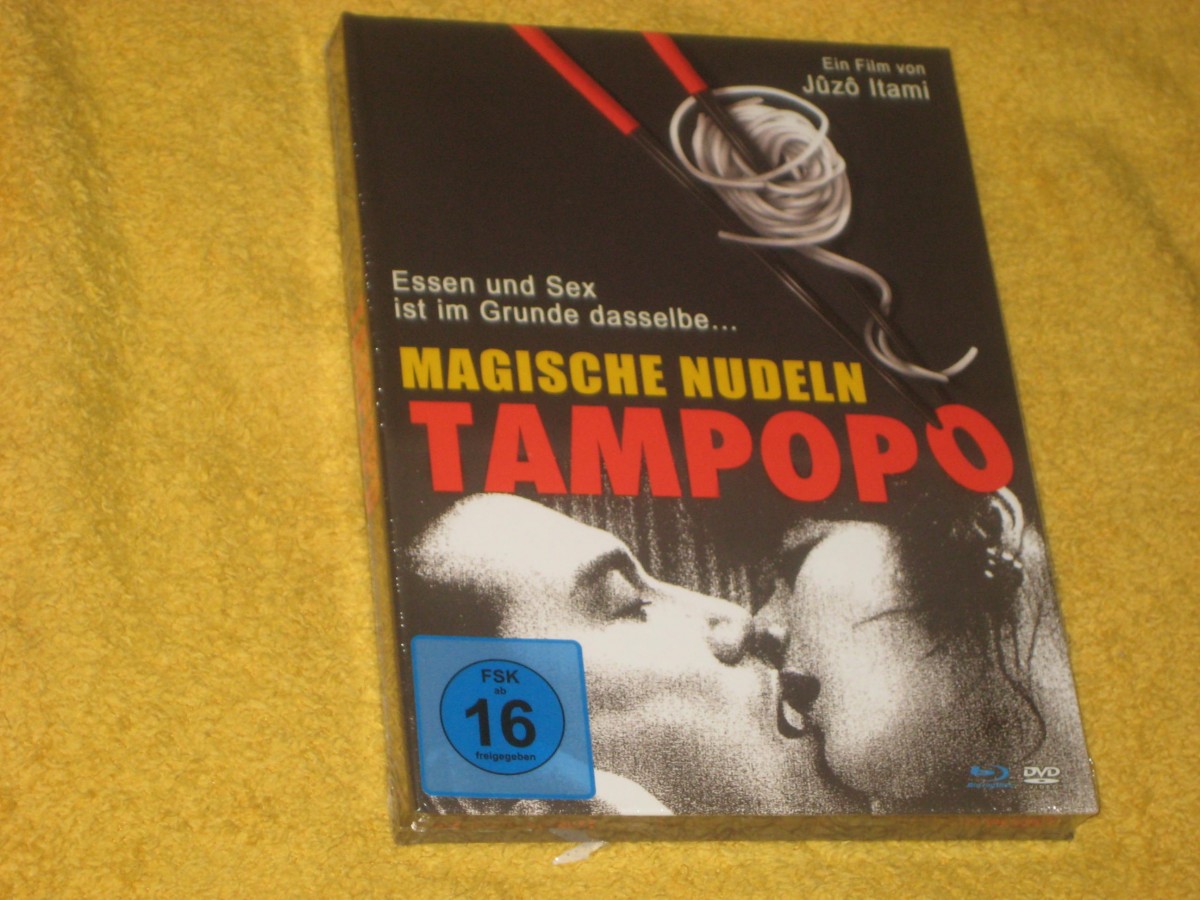 Ein Film von
Jûzô Itami
Essen und Sex
ist im Grunde dasselbe...
MAGISCHE NUDELN
TAMPOPO
FSK
ab
16
freigegeben
DVD